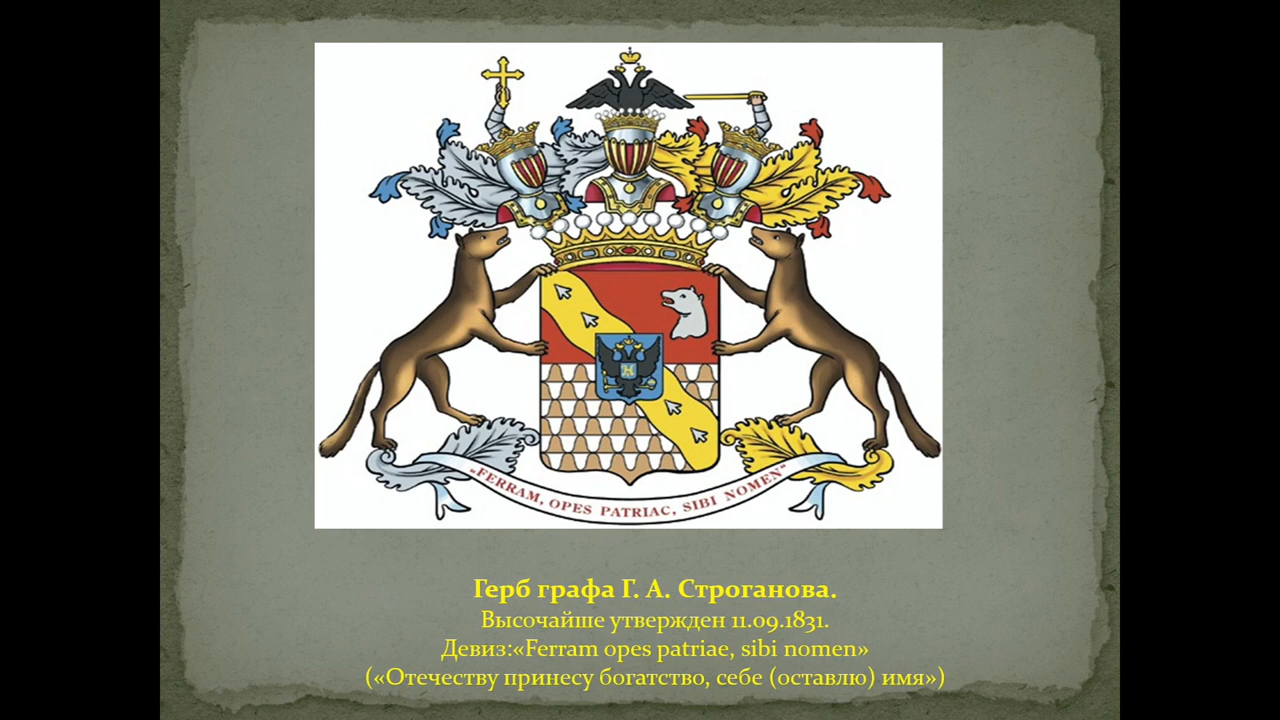 „FERRAM, OPES PATRIAC, SIBI NOMEN"
Герб графа Г. А. Строганова.
Высочайше утвержден 11.09.1831.
Девиз:«Ferram opes patriae, sibi nomen»
(«Отечеству принесу богатство, себе (оставлю) имя»)